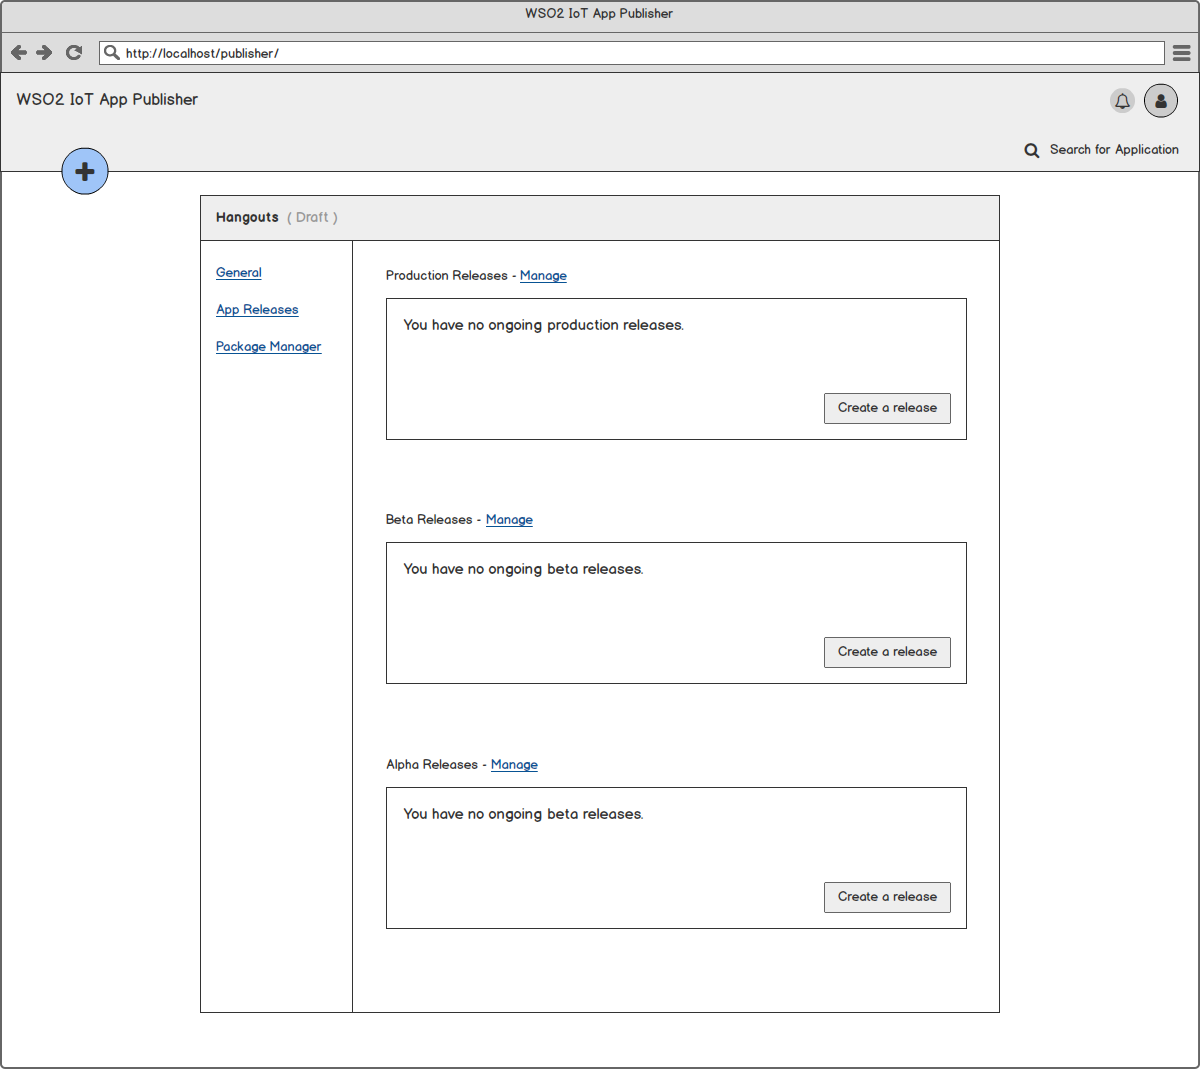 WSO2 IoT App Publisher
http://localhost/publisher/
WSO2 IoT App Publisher
Search for Application
Hangouts ( Draft )
General
App Releases
Package Manager
Production Releases - Manage
You have no ongoing production releases.
Create a release
Beta Releases - Manage
You have no ongoing beta releases.
Create a release
Alpha Releases - Manage
You have no ongoing beta releases.
Create a release